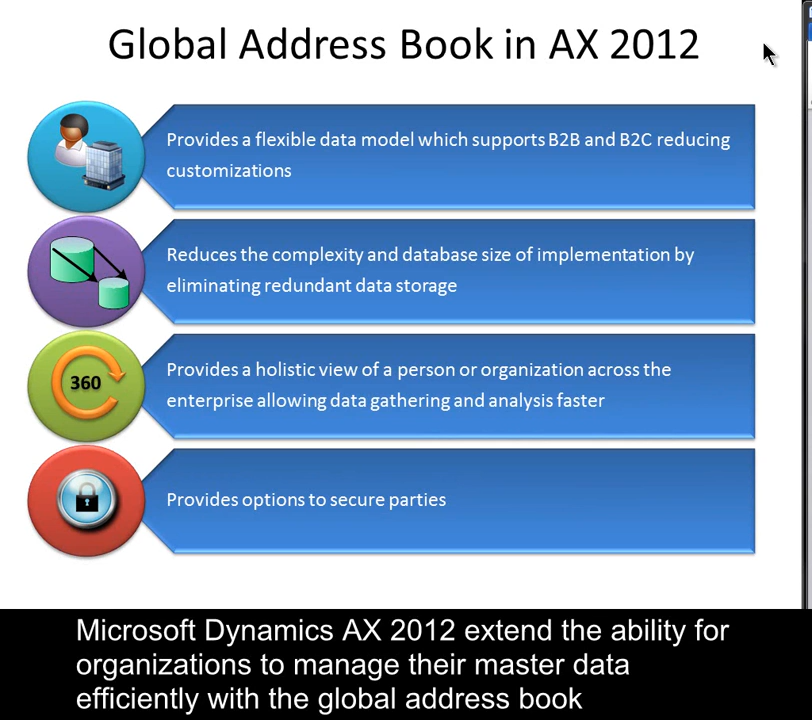 Global Address Book in AX 2012
Provides a flexible data model which supports B2B and B2C reducing
customizations
Reduces the complexity and database size of implementation by
eliminating redundant data storage
360
Provides a holistic view of a person or organization across the
enterprise allowing data gathering and analysis faster
Provides options to secure parties
Microsoft Dynamics AX 2012 extend the ability for
organizations to manage their master data
efficiently with the global address book